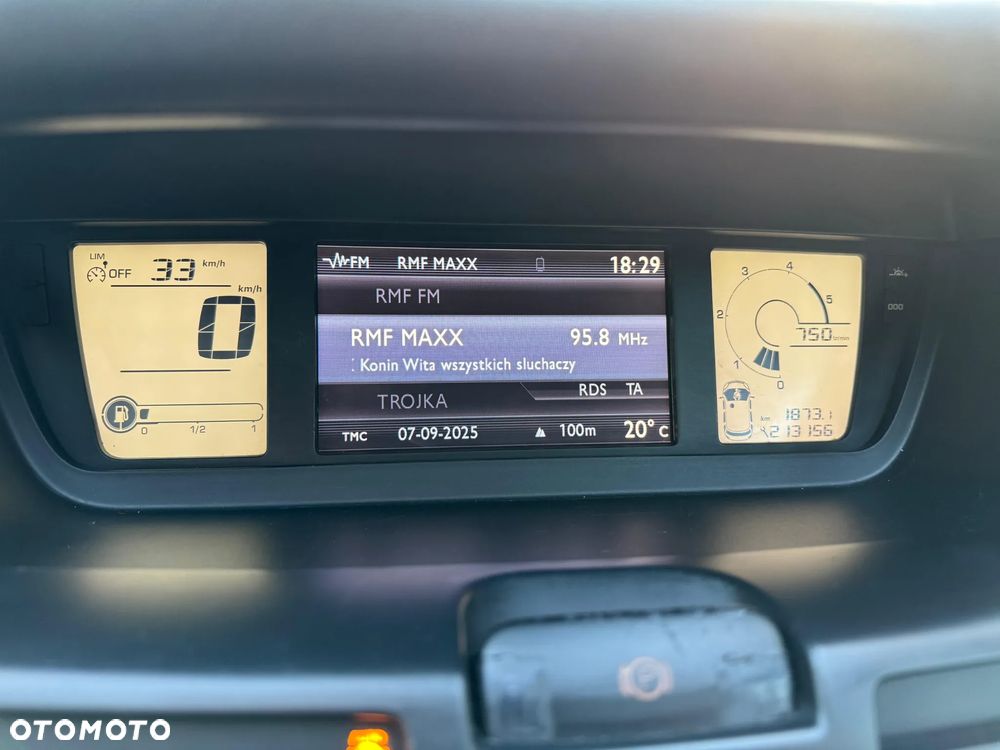 LIM
OFF 33 km/h
km/h
0
0 1/2 1
FM RMF MAXX 18:29
RMF FM
RMF MAXX 95.8 MHz
: Konin Wita wszystkich sluchaczy
RDS TA
TROJKA
TMC 07-09-2025 100m 20° C
3 4
2 5
750
1
0
km 1873.1
213156
OTOMOTO